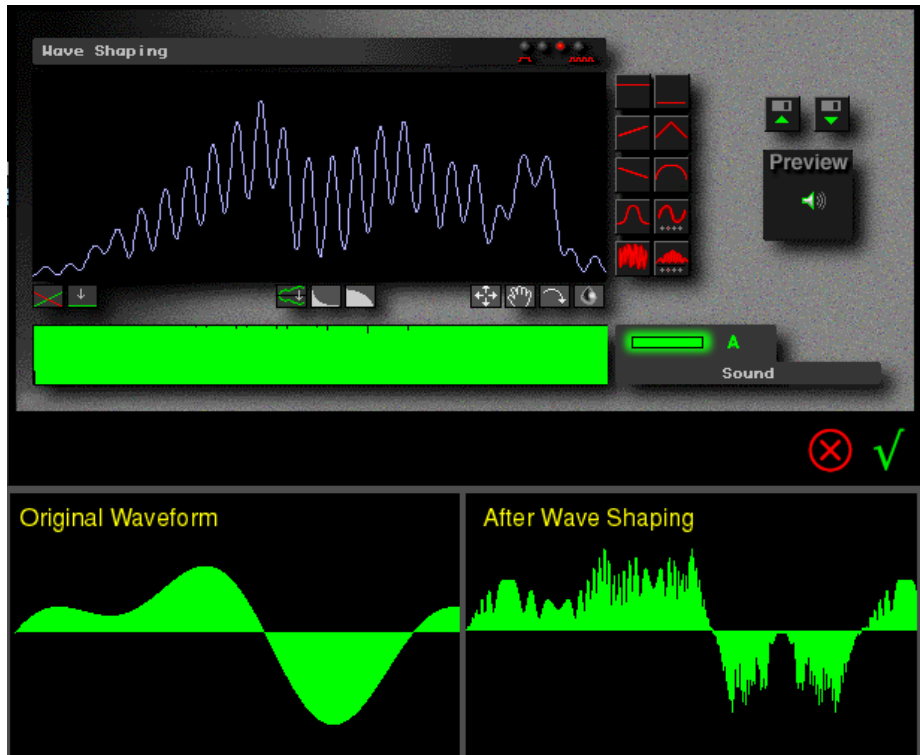 Wave Shaping
Preview
A
Sound
Original Waveform
After Wave Shaping